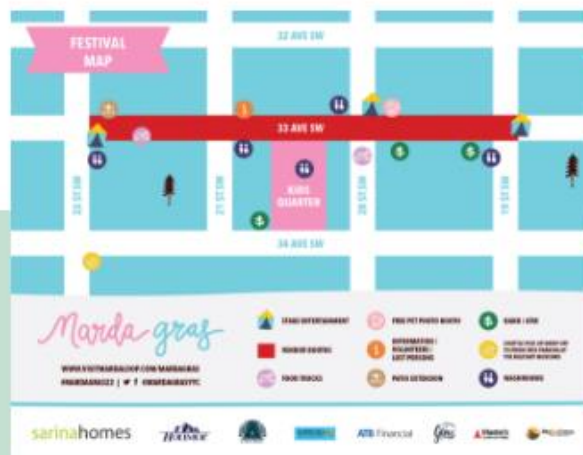 FESTIVAL
MAP
32 AVE SW
33 AVE SW
22 ST SW
21 ST SW
20 ST SW
19 ST SW
KIDS
QUARTER
34 AVE SW
Marda gras
WWW.VISITMARDALOOP.COM/MARDAGRAS
#MARDAGRAS22 | @MARDAGRASYYC
STAGE ENTERTAINMENT
VENDOR BOOTHS
FOOD TRUCKS
FREE PET PHOTO BOOTH
INFORMATION /
VOLUNTEERS /
LOST PERSONS
PATIO EXTENSION
BANK / ATM
WASHROOMS
sarinahomes
ATB Financial